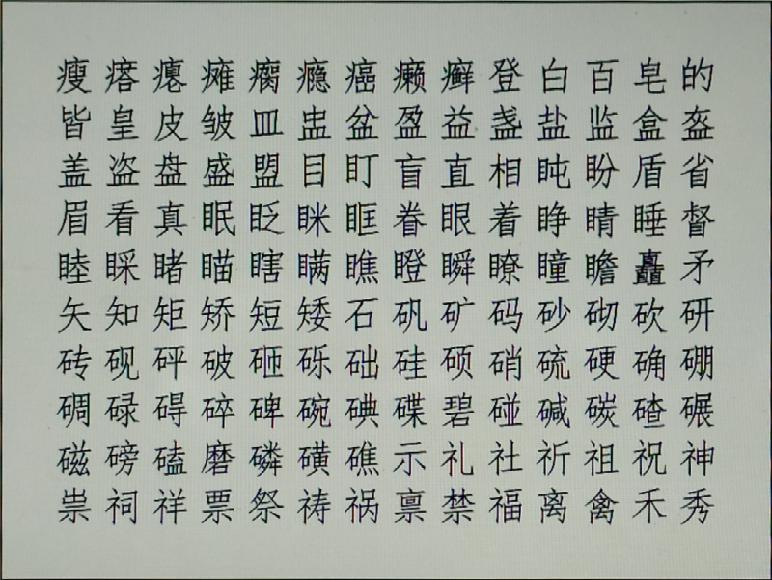 瘦瘩瘪瘫瘸瘾癌癞癣登白百皂的
皆皇皮皱皿盅盆盈益盏盐监盒盔
盖盗盘盛盟目盯盲直相盹盼盾省
眉看真眠眨眯眶眷眼着睁睛睡督
睦睬睹瞄瞎瞒瞧瞪瞬瞭瞳瞻矗矛
矢知矩矫短矮石矾矿码砂砌砍研
砖砚砰破砸砾础硅硕硝硫硬确硼
碉碌碍碎碑碗碘碟碧碰碱碳碴碾
磁磅磕磨磷磺礁示礼社祈祖祝神
祟祠祥票祭祷祸禀禁福离禽禾秀